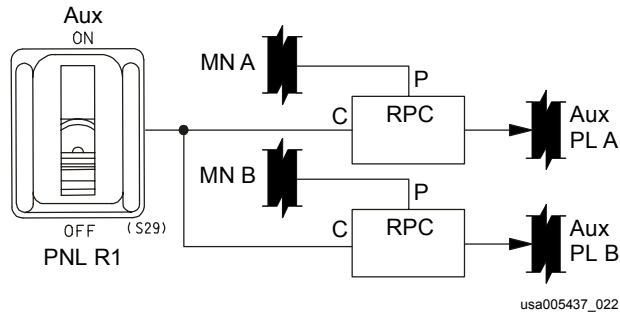 Aux
ON
OFF
(S29)
PNL R1
MN A
P
C
RPC
Aux
PL A
MN B
P
C
RPC
Aux
PL B
usa005437_022